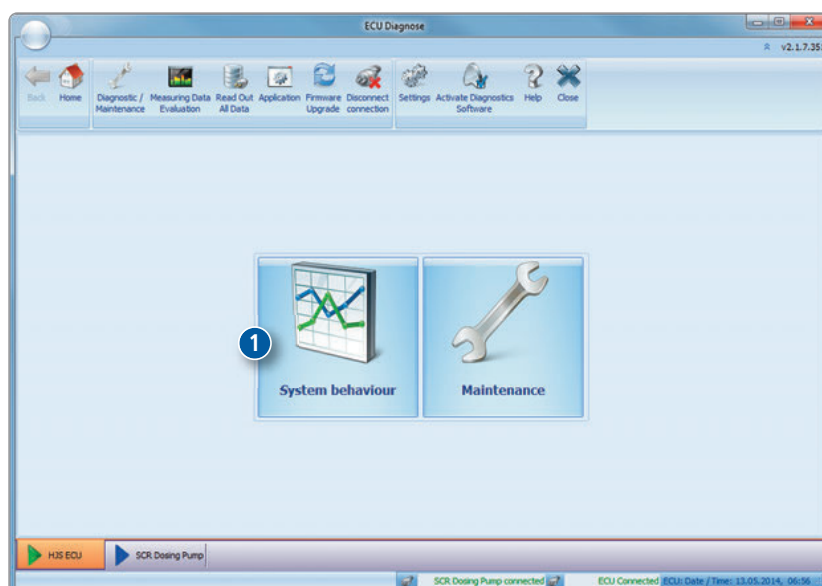 ECU Diagnose
v2.1.7.35
Back
Home
Diagnostic /
Maintenance
Measuring Data
Evaluation
Read Out
All Data
Application
Firmware
Upgrade
Disconnect
connection
Settings
Activate Diagnostics
Software
Help
Close
1
System behaviour
Maintenance
HJS ECU
SCR Dosing Pump
SCR Dosing Pump connected
ECU Connected
ECU: Date / Time: 13.05.2014, 06:56